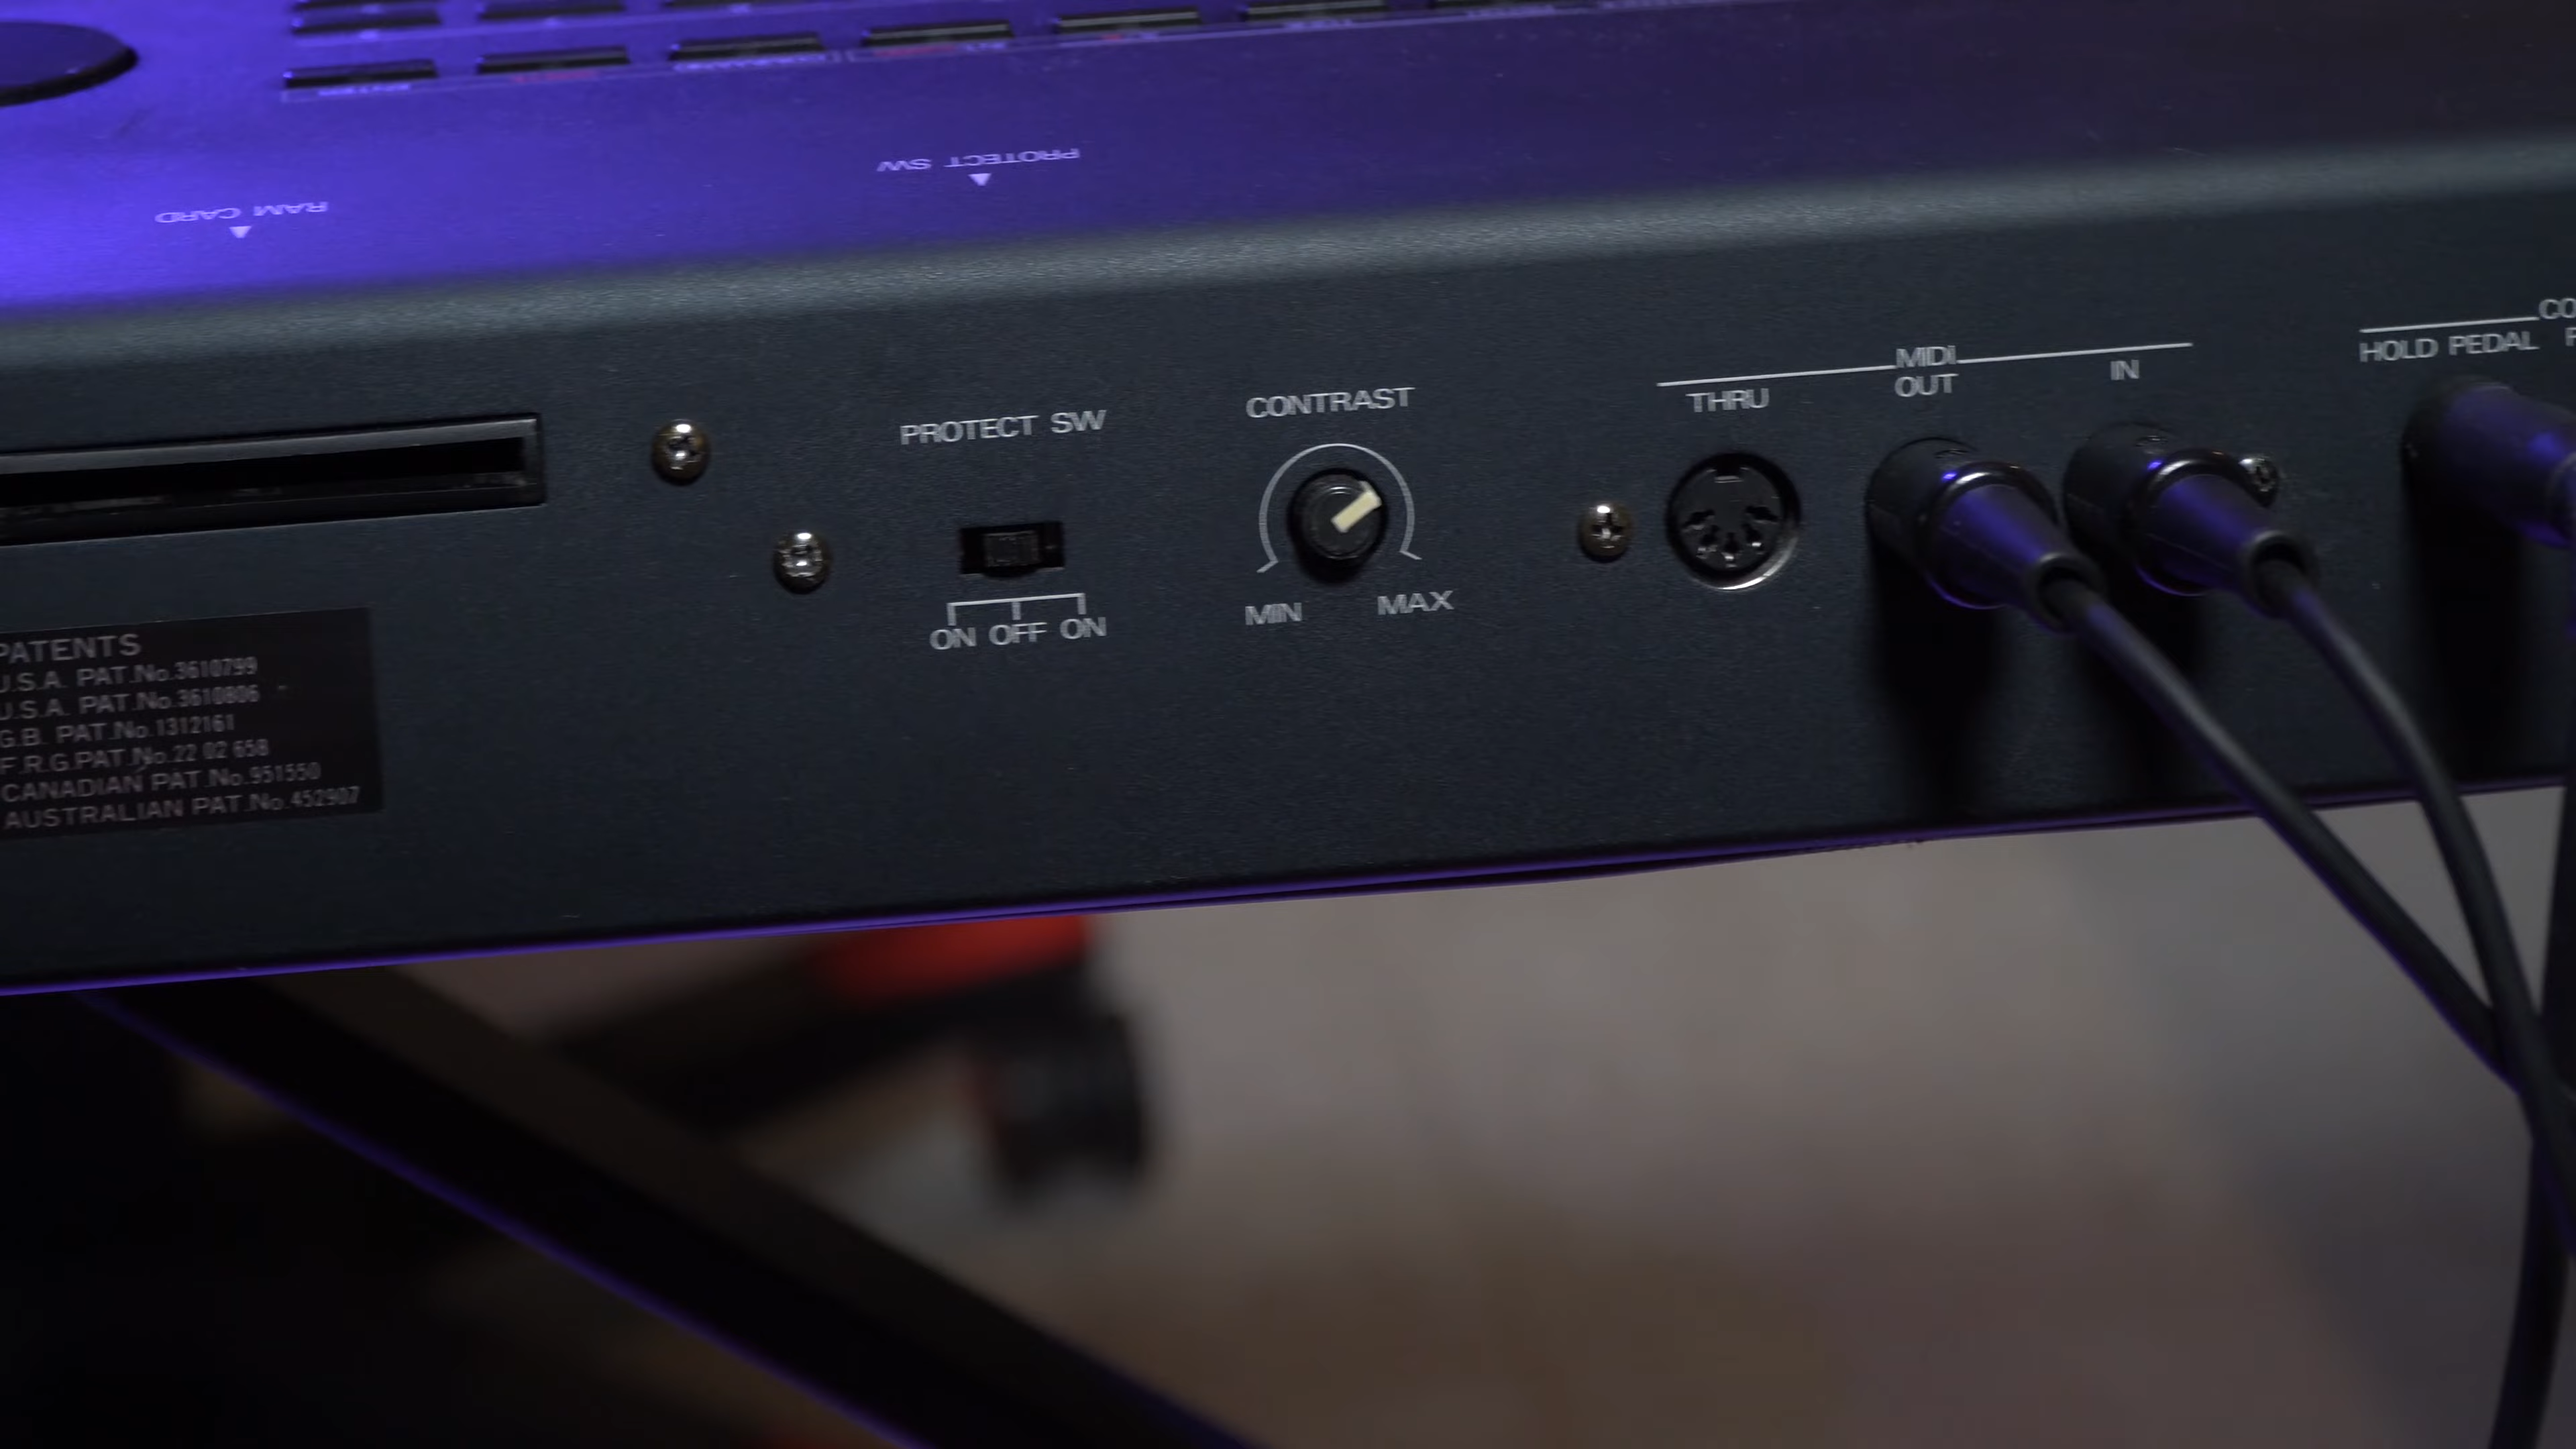 RAM CARD
PROTECT SW
PROTECT SW
ON OFF ON
CONTRAST
MIN MAX
MIDI
THRU OUT IN
HOLD PEDAL
PATENTS
U.S.A. PAT.No.3610799
U.S.A. PAT.No.3610806
G.B. PAT.No.1312161
F.R.G.PAT.No.22 02 658
CANADIAN PAT.No.951550
AUSTRALIAN PAT.No.452907